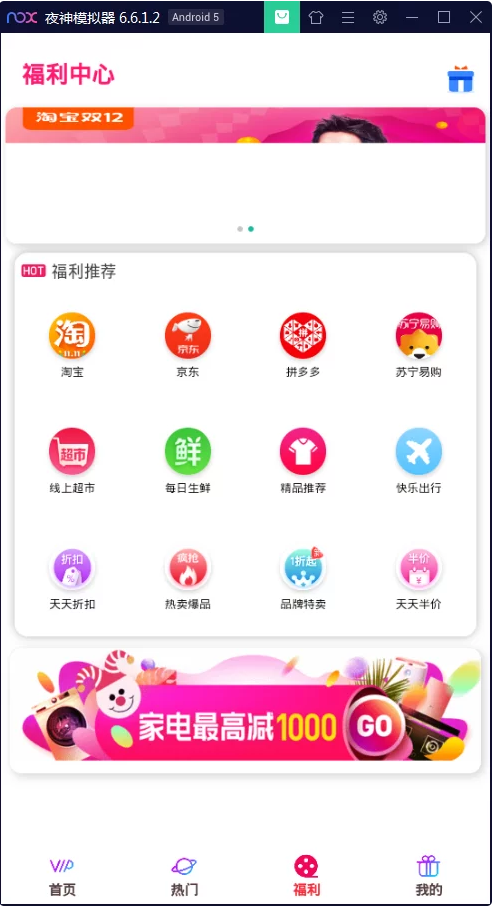 nox 夜神模拟器 6.6.1.2 Android 5
福利中心
淘宝双12
HOT 福利推荐
淘
11.11
京东
拼
苏宁易购
淘宝 京东 拼多多 苏宁易购
超市 鲜
线上超市 每日生鲜 精品推荐 快乐出行
折扣 疯抢 1折起 半价
%
天天折扣 热卖爆品 品牌特卖 天天半价
家电最高减1000 GO
VIP
首页 热门 福利 我的